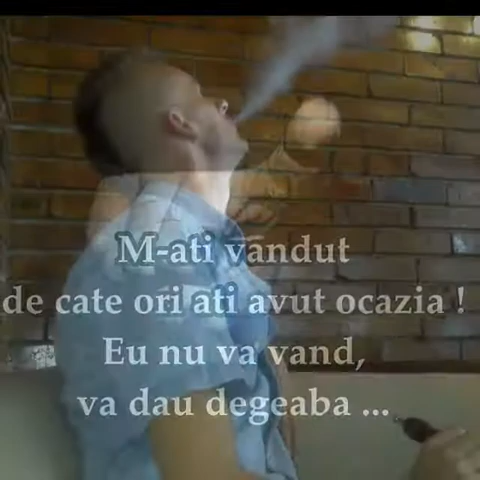 M-ati vandut
de cate ori ati avut ocazia !
Eu nu va vand,
va dau degeaba ...